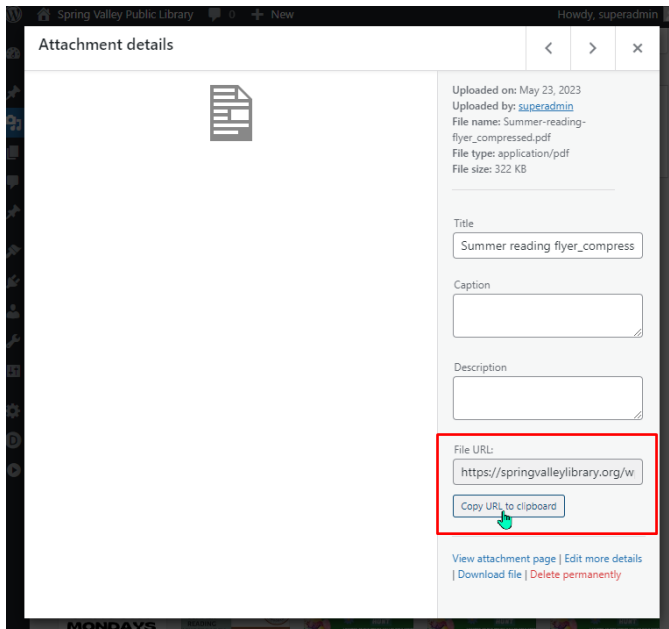 Spring Valley Public Library 0 + New Howdy, superadmin
Attachment details
Uploaded on: May 23, 2023
Uploaded by: superadmin
File name: Summer-reading-
flyer_compressed.pdf
File type: application/pdf
File size: 322 KB
Title
Summer reading flyer_compress
Caption
Description
File URL:
https://springvalleylibrary.org/w
Copy URL to clipboard
View attachment page | Edit more details
| Download file | Delete permanently
MONDAYS READING HUNT HUNT